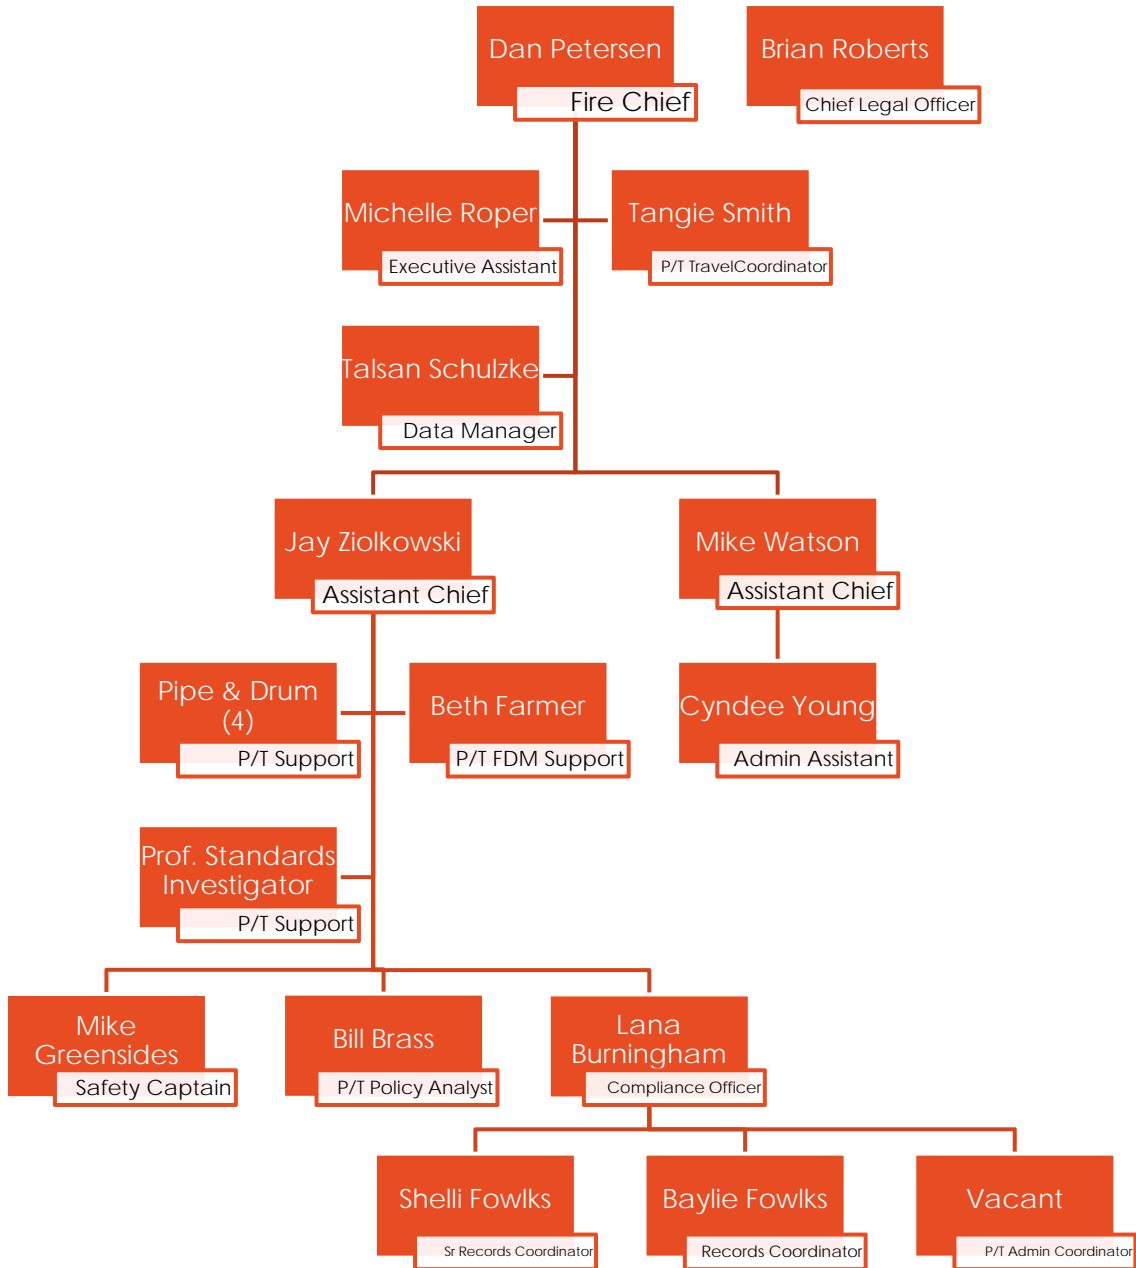 Dan Petersen
Fire Chief
Brian Roberts
Chief Legal Officer
Michelle Roper
Executive Assistant
Tangie Smith
P/T TravelCoordinator
Talsan Schulzke
Data Manager
Jay Ziolkowski
Assistant Chief
Mike Watson
Assistant Chief
Pipe & Drum
(4)
P/T Support
Beth Farmer
P/T FDM Support
Cyndee Young
Admin Assistant
Prof. Standards
Investigator
P/T Support
Mike
Greensides
Safety Captain
Bill Brass
P/T Policy Analyst
Lana
Burningham
Compliance Officer
Shelli Fowlks
Sr Records Coordinator
Baylie Fowlks
Records Coordinator
Vacant
P/T Admin Coordinator